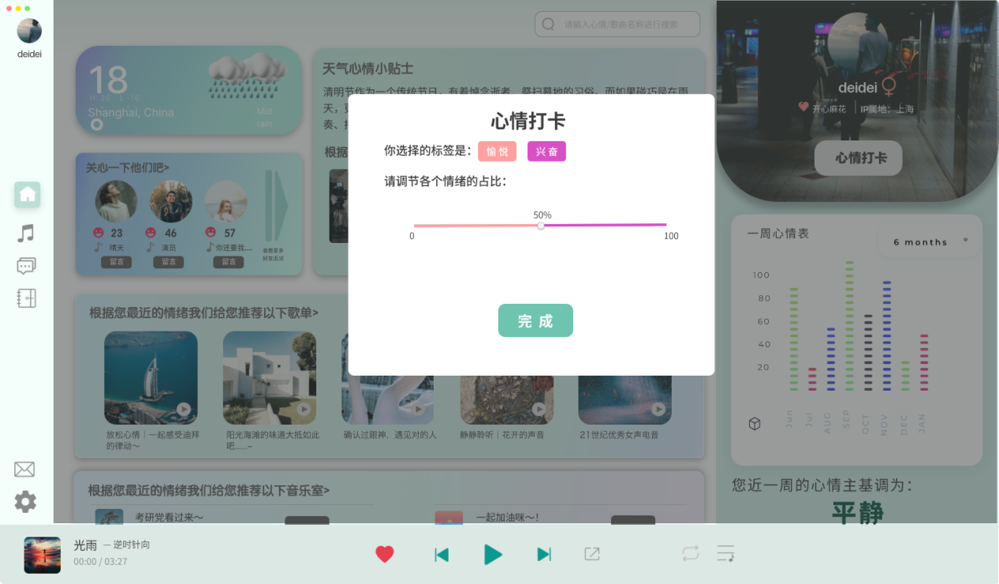 deidei
请输入心情/歌曲名称进行搜索
18
H: 26 L -16
Shanghai, China
Mid
rain
天气心情小贴士
清明节作为一个传统节日，有着悼念逝者、祭扫墓地的习俗。而如果碰巧是在雨
天，
奏、
根据
关心一下他们吧>
23
46
57
晴天
演员
你还要我....
留言
留言
留言
查看更多
好友近况
心情打卡
你选择的标签是：
愉 悦
兴 奋
请调节各个情绪的占比：
50%
0
100
完 成
根据您最近的情绪我们给您推荐以下歌单>
放松心情｜一起感受迪拜
的律动～
阳光海滩的味道大抵如此
吧......~
确认过眼神，遇见对的人
静静聆听｜花开的声音
21世纪优秀女声电音
根据您最近的情绪我们给您推荐以下音乐室>
考研党看过来～
一起加油咪～！
deidei
开心麻花
IP属地：上海
心情打卡
一周心情表
6 months
100
80
60
40
20
Jun
Jul
AUG
SEP
OCT
NOV
DEC
JAN
您近一周的心情主基调为：
平静
光雨 — 逆时针向
00:00 / 03:27